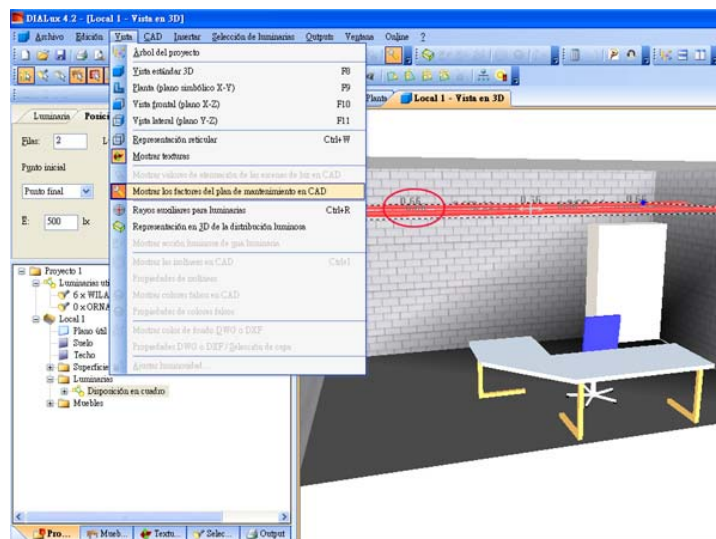 DIALux 4.2 - [Local 1 - Vista en 3D]
Archivo Edición Vista CAD Insertar Selección de luminarias Outputs Ventana Online ?
Árbol del proyecto
Vista estándar 3D F8
Planta (plano simbólico X-Y) F9
Vista frontal (plano X-Z) F10
Vista lateral (plano Y-Z) F11
Representación reticular Ctrl+W
Mostrar texturas
Mostrar valores de atenuación de las escenas de luz en CAD
Mostrar los factores del plan de mantenimiento en CAD
Rayos auxiliares para luminarias Ctrl+R
Representación en 3D de la distribución luminosa
Mostrar sección luminosa de una luminaria
Mostrar las isolíneas en CAD Ctrl+I
Propiedades de isolíneas
Mostrar colores falsos en CAD
Propiedades de colores falsos
Mostrar color de fondo DWG o DXF
Propiedades DWG o DXF / Selección de capa
Ajustar luminosidad...
Planta Local 1 - Vista en 3D
Luminaria Posici
Filas: 2 L
Punto inicial
Punto final
E: 500 lx
Proyecto 1
Luminarias uti
6 x WILA
0 x ORNA
Local 1
Plano útil
Suelo
Techo
Superficie
Luminarias
Disposición en cuadro
Muebles
0.66
Pro... Mueb... Textu... Selec... Output